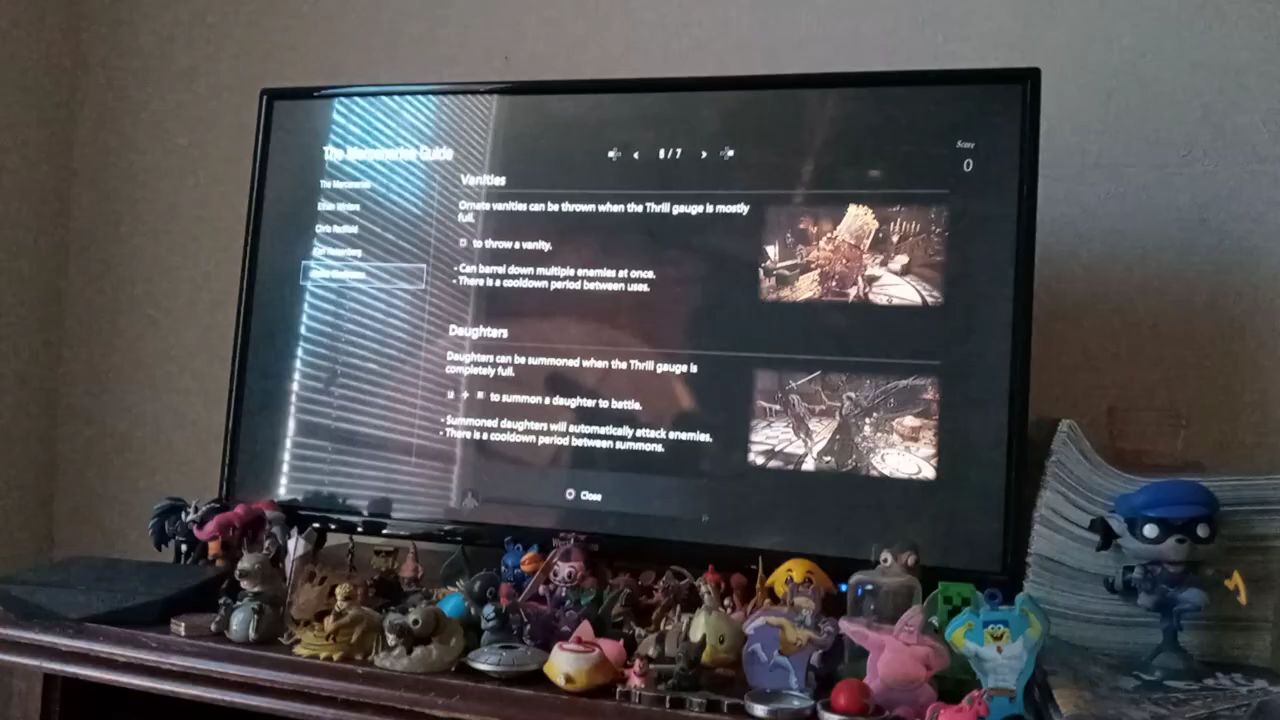 The Mercenaries Guide
6 / 7
Score
0
The Mercenaries
Ethan Winters
Chris Redfield
Karl Heisenberg
Vanities
Ornate vanities can be thrown when the Thrill gauge is mostly
full.
to throw a vanity.
- Can barrel down multiple enemies at once.
- There is a cooldown period between uses.
Daughters
Daughters can be summoned when the Thrill gauge is
completely full.
+ to summon a daughter to battle.
- Summoned daughters will automatically attack enemies.
- There is a cooldown period between summons.
Close